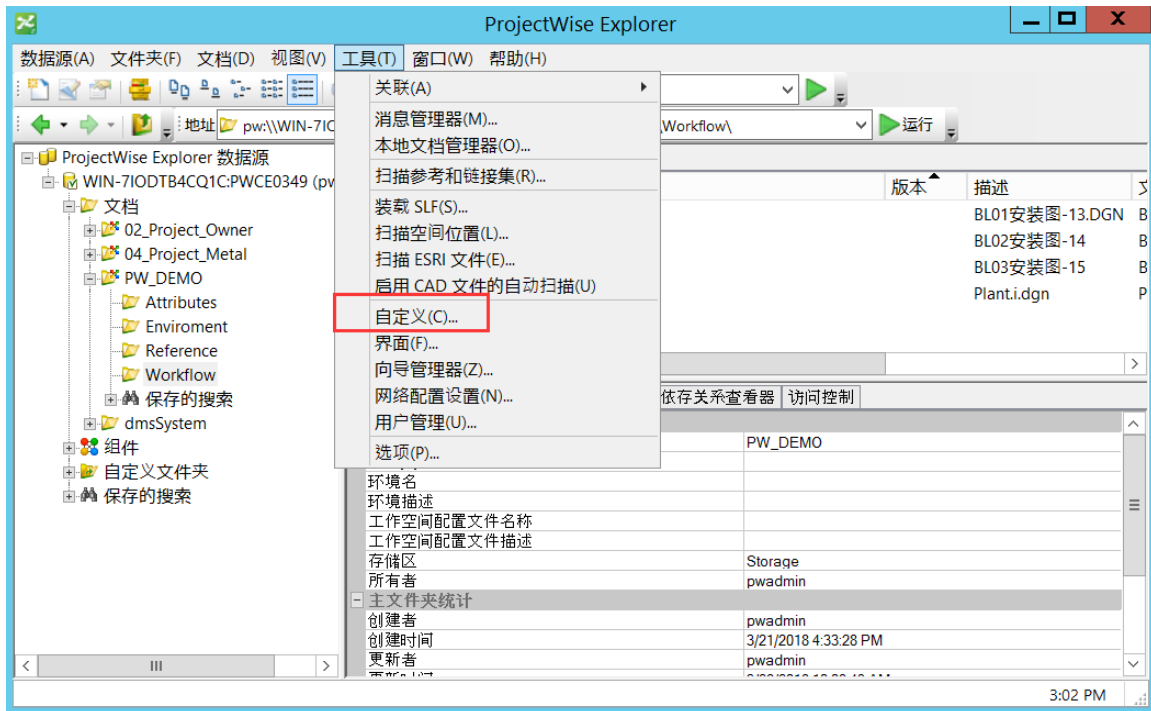 ProjectWise Explorer
数据源(A) 文件夹(F) 文档(D) 视图(V) 工具(T) 窗口(W) 帮助(H)
关联(A)
消息管理器(M)...
本地文档管理器(O)...
扫描参考和链接集(R)...
装载 SLF(S)...
扫描空间位置(L)...
扫描 ESRI 文件(E)...
启用 CAD 文件的自动扫描(U)
自定义(C)...
界面(F)...
向导管理器(Z)...
网络配置设置(N)...
用户管理(U)...
选项(P)...
地址 pw:\\WIN-7IO
\Workflow\ 运行
ProjectWise Explorer 数据源
WIN-7IODTB4CQ1C:PWCE0349 (pw
文档
02_Project_Owner
04_Project_Metal
PW_DEMO
Attributes
Enviroment
Reference
Workflow
保存的搜索
dmsSystem
组件
自定义文件夹
保存的搜索
版本 描述
BL01安装图-13.DGN B
BL02安装图-14 B
BL03安装图-15 B
Plant.i.dgn P
依存关系查看器 访问控制
PW_DEMO
环境名
环境描述
工作空间配置文件名称
工作空间配置文件描述
存储区 Storage
所有者 pwadmin
主文件夹统计
创建者 pwadmin
创建时间 3/21/2018 4:33:28 PM
更新者 pwadmin
3:02 PM